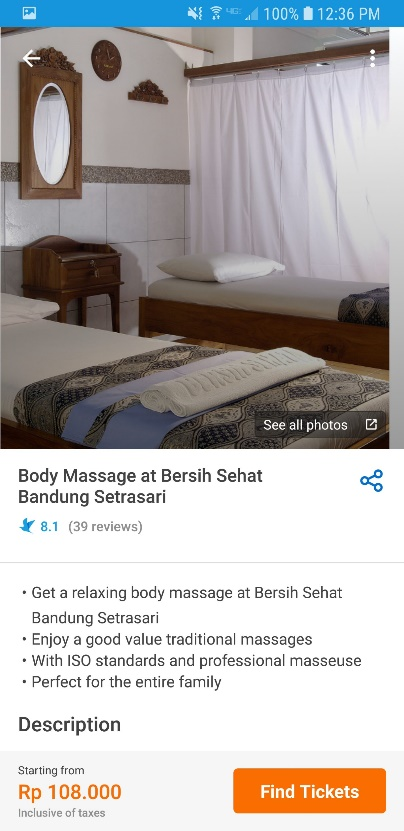 100% 12:36 PM
See all photos
Body Massage at Bersih Sehat
Bandung Setrasari
8.1 (39 reviews)
• Get a relaxing body massage at Bersih Sehat
Bandung Setrasari
• Enjoy a good value traditional massages
• With ISO standards and professional masseuse
• Perfect for the entire family
Description
Starting from
Rp 108.000
Inclusive of taxes
Find Tickets